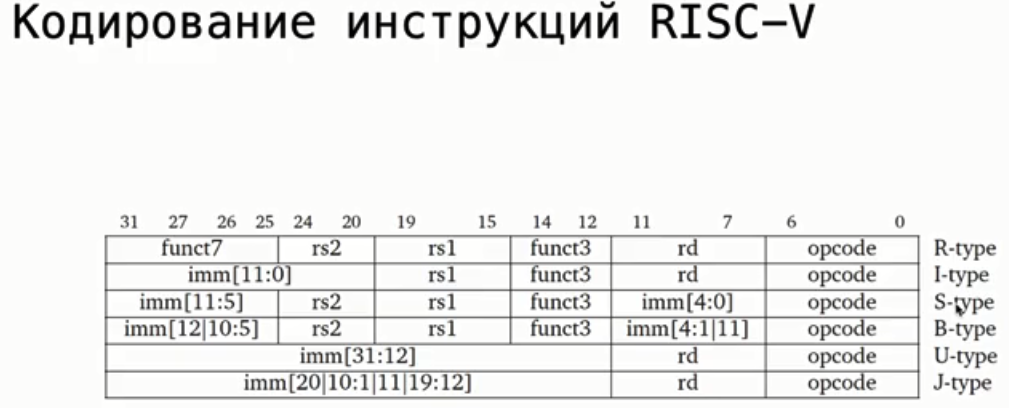 Кодирование инструкций RISC-V
31 27 26 25 24 20 19 15 14 12 11 7 6 0
funct7 rs2 rs1 funct3 rd opcode R-type
imm[11:0] rs1 funct3 rd opcode I-type
imm[11:5] rs2 rs1 funct3 imm[4:0] opcode S-type
imm[12|10:5] rs2 rs1 funct3 imm[4:1|11] opcode B-type
imm[31:12] rd opcode U-type
imm[20|10:1|11|19:12] rd opcode J-type